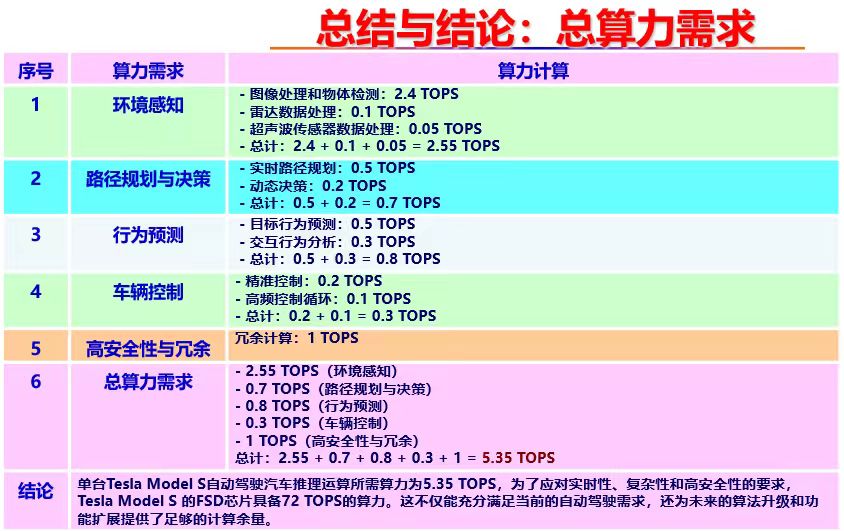 总结与结论：总算力需求
序号 算力需求 算力计算
1 环境感知
- 图像处理和物体检测：2.4 TOPS
- 雷达数据处理：0.1 TOPS
- 超声波传感器数据处理：0.05 TOPS
- 总计：2.4 + 0.1 + 0.05 = 2.55 TOPS
2 路径规划与决策
- 实时路径规划：0.5 TOPS
- 动态决策：0.2 TOPS
- 总计：0.5 + 0.2 = 0.7 TOPS
3 行为预测
- 目标行为预测：0.5 TOPS
- 交互行为分析：0.3 TOPS
- 总计：0.5 + 0.3 = 0.8 TOPS
4 车辆控制
- 精准控制：0.2 TOPS
- 高频控制循环：0.1 TOPS
- 总计：0.2 + 0.1 = 0.3 TOPS
5 高安全性与冗余
冗余计算：1 TOPS
6 总算力需求
- 2.55 TOPS（环境感知）
- 0.7 TOPS（路径规划与决策）
- 0.8 TOPS（行为预测）
- 0.3 TOPS（车辆控制）
- 1 TOPS（高安全性与冗余）
总计：2.55 + 0.7 + 0.8 + 0.3 + 1 = 5.35 TOPS
结论
单台Tesla Model S自动驾驶汽车推理运算所需算力为5.35 TOPS，为了应对实时性、复杂性和高安全性的要求，
Tesla Model S 的FSD芯片具备72 TOPS的算力。这不仅能充分满足当前的自动驾驶需求，还为未来的算法升级和功
能扩展提供了足够的计算余量。